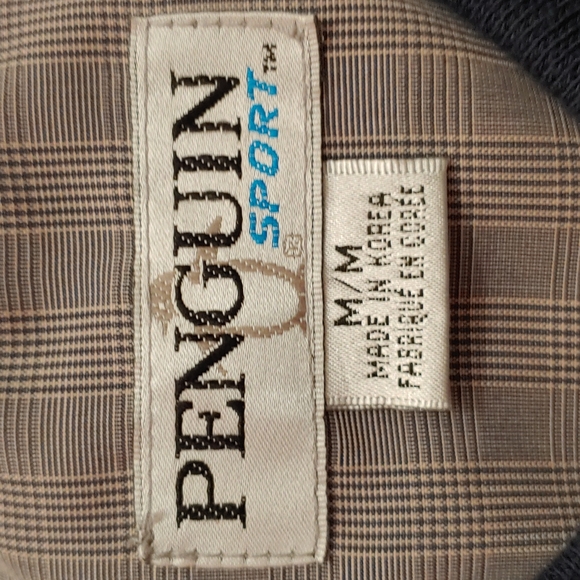 PENGUIN
SPORT™
®
M/M
MADE IN KOREA
FABRIQUÉ EN CORÉE